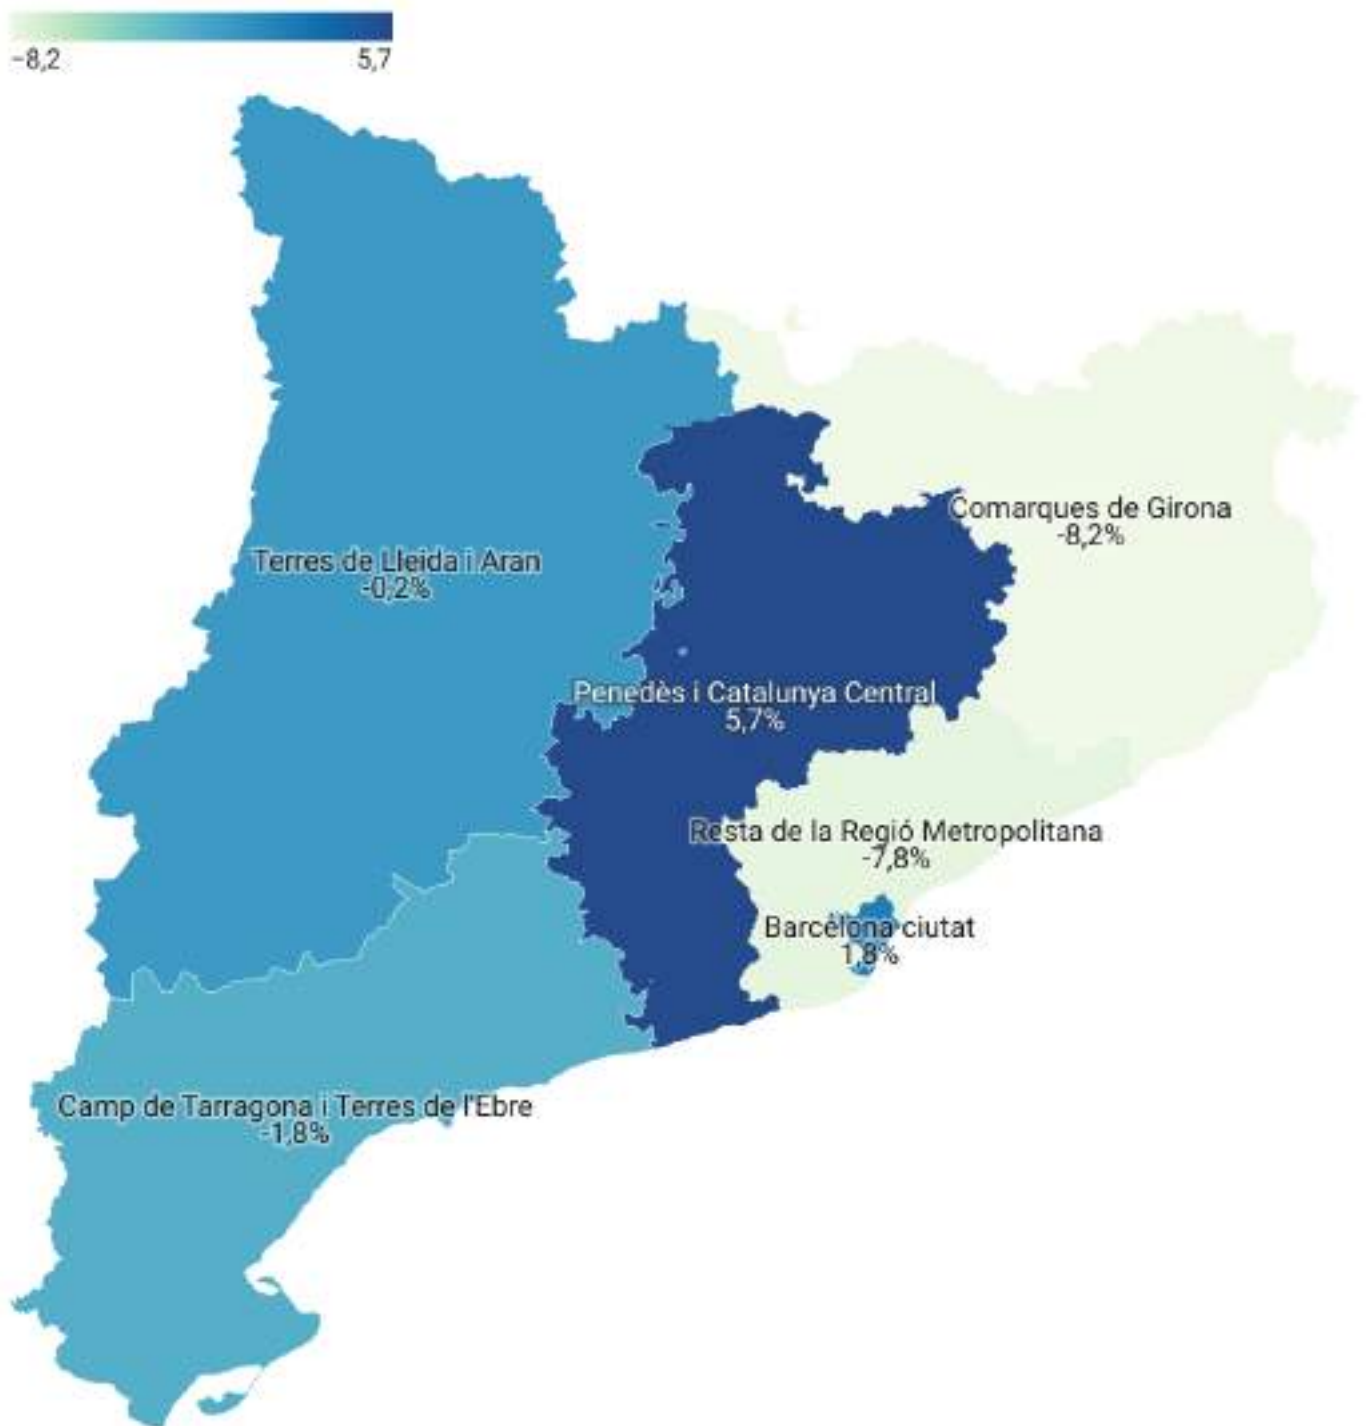 −8,2 5,7
Comarques de Girona
-8,2%
Terres de Lleida i Aran
-0,2%
Penedès i Catalunya Central
5,7%
Resta de la Regió Metropolitana
-7,8%
Barcelona ciutat
1,8%
Camp de Tarragona i Terres de l'Ebre
-1,8%